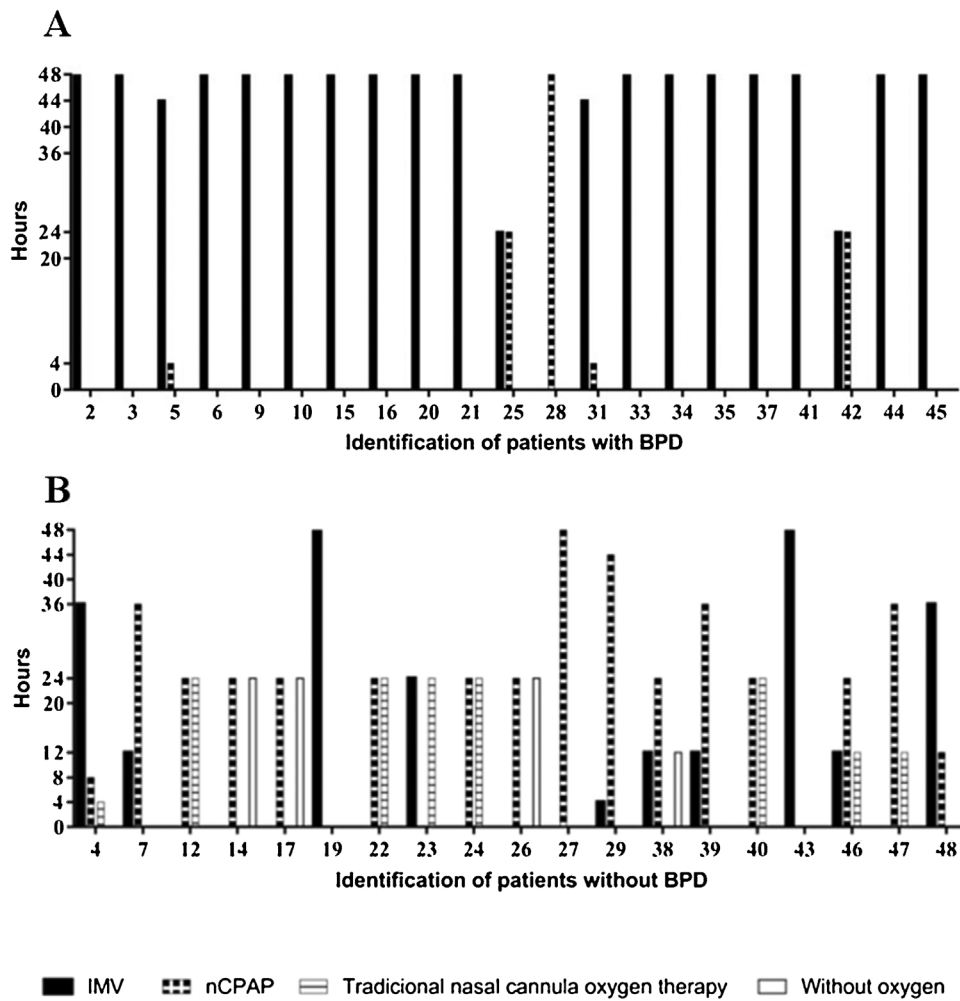 A
48
44
40
36
24
20
4
0
Hours
2 3 5 6 9 10 15 16 20 21 25 28 31 33 34 35 37 41 42 44 45
Identification of patients with BPD
B
48
44
40
36
24
20
12
8
4
0
Hours
4 7 12 14 17 19 22 23 24 26 27 29 38 39 40 43 46 47 48
Identification of patients without BPD
IMV nCPAP Tradicional nasal cannula oxygen therapy Without oxygen